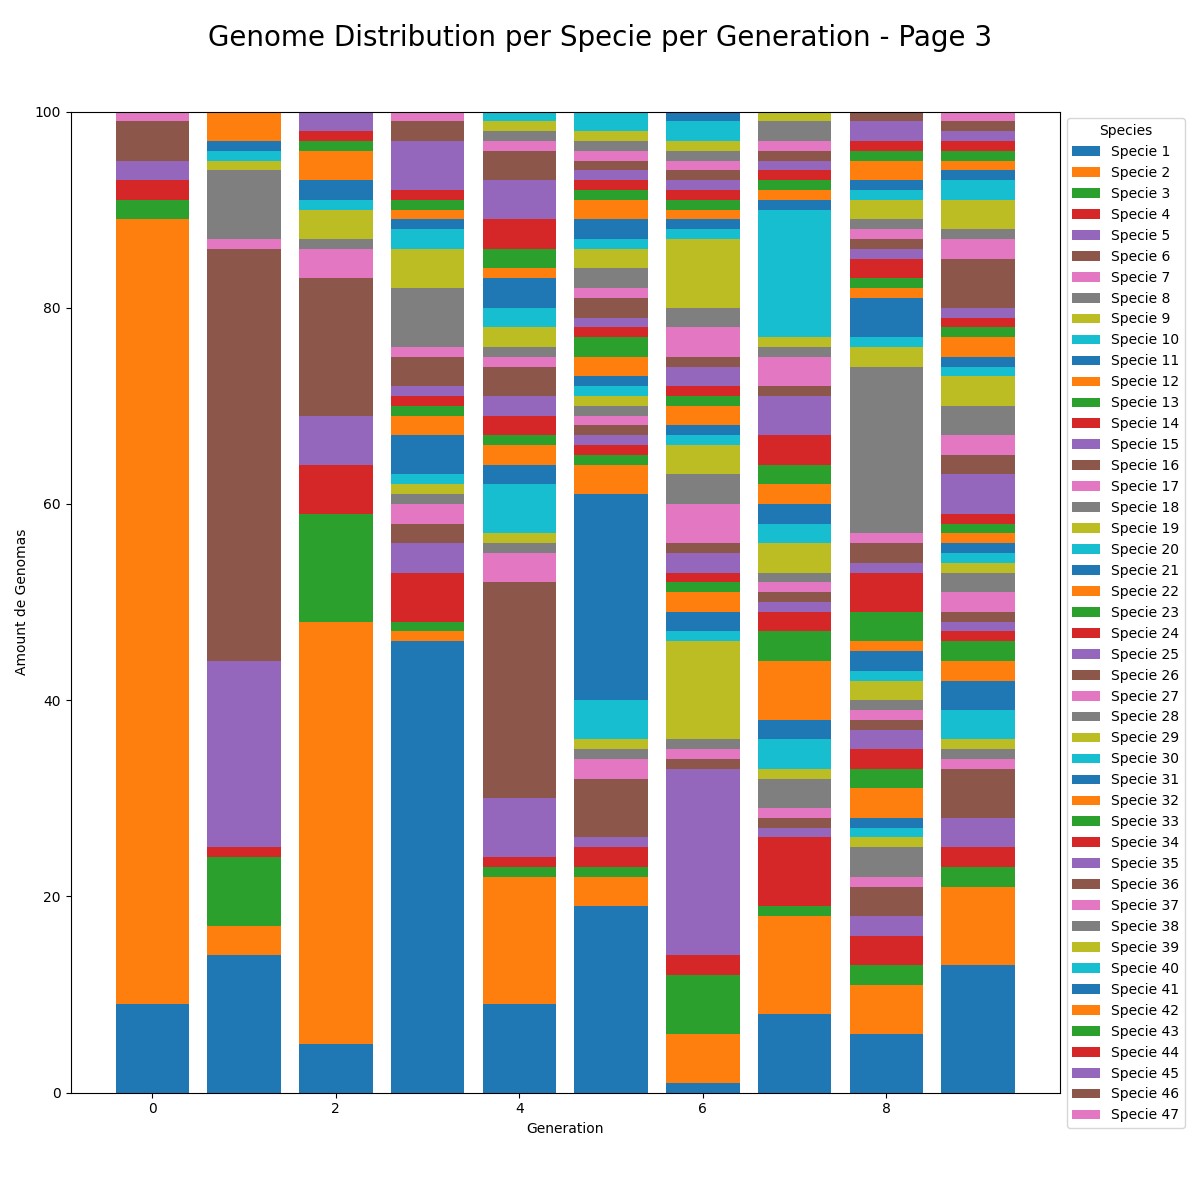 Genome Distribution per Specie per Generation - Page 3
100
80
60
40
20
0
Amount de Genomas
0 2 4 6 8
Generation
Species
Specie 1
Specie 2
Specie 3
Specie 4
Specie 5
Specie 6
Specie 7
Specie 8
Specie 9
Specie 10
Specie 11
Specie 12
Specie 13
Specie 14
Specie 15
Specie 16
Specie 17
Specie 18
Specie 19
Specie 20
Specie 21
Specie 22
Specie 23
Specie 24
Specie 25
Specie 26
Specie 27
Specie 28
Specie 29
Specie 30
Specie 31
Specie 32
Specie 33
Specie 34
Specie 35
Specie 36
Specie 37
Specie 38
Specie 39
Specie 40
Specie 41
Specie 42
Specie 43
Specie 44
Specie 45
Specie 46
Specie 47